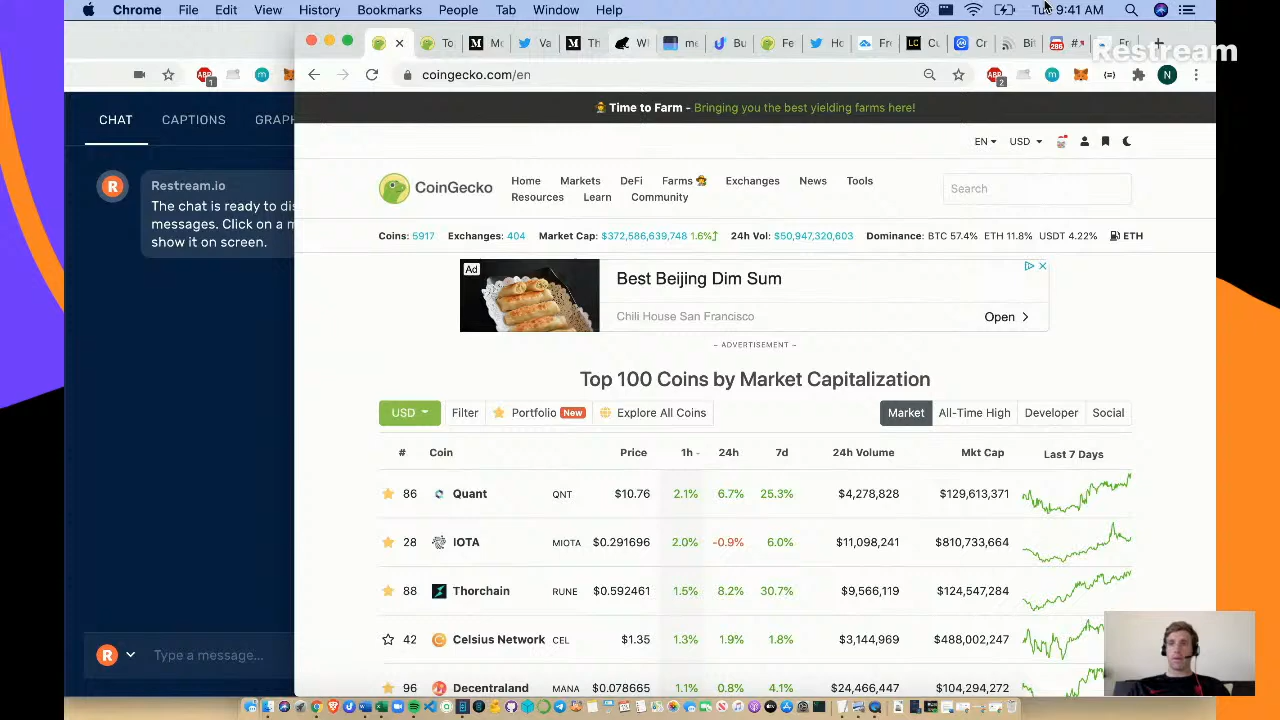 Chrome File Edit View History Bookmarks People Tab Window Help
9:41 AM
Restream
coingecko.com/en
Time to Farm - Bringing you the best yielding farms here!
CHAT CAPTIONS GRAPH
EN USD
CoinGecko
Home Markets DeFi Farms Exchanges News Tools
Resources Learn Community
Search
Restream.io
The chat is ready to dis
messages. Click on a m
show it on screen.
Coins: 5917 Exchanges: 404 Market Cap: $372,586,639,748 1.6% 24h Vol: $50,947,320,603 Dominance: BTC 57.4% ETH 11.8% USDT 4.22% ETH
Ad
Best Beijing Dim Sum
Chili House San Francisco
Open
– ADVERTISEMENT –
Top 100 Coins by Market Capitalization
USD Filter Portfolio New Explore All Coins Market All-Time High Developer Social
# Coin Price 1h 24h 7d 24h Volume Mkt Cap Last 7 Days
86 Quant QNT $10.76 2.1% 6.7% 25.3% $4,278,828 $129,613,371
28 IOTA MIOTA $0.291696 2.0% -0.9% 6.0% $11,098,241 $810,733,664
88 Thorchain RUNE $0.592461 1.5% 8.2% 30.7% $9,566,119 $124,547,284
42 Celsius Network CEL $1.35 1.3% 1.9% 1.8% $3,144,969 $488,002,247
96 Decentraland MANA $0.078665 1.1% 0.8% 4.1% $24,466,447 $104,294,272
Type a message...